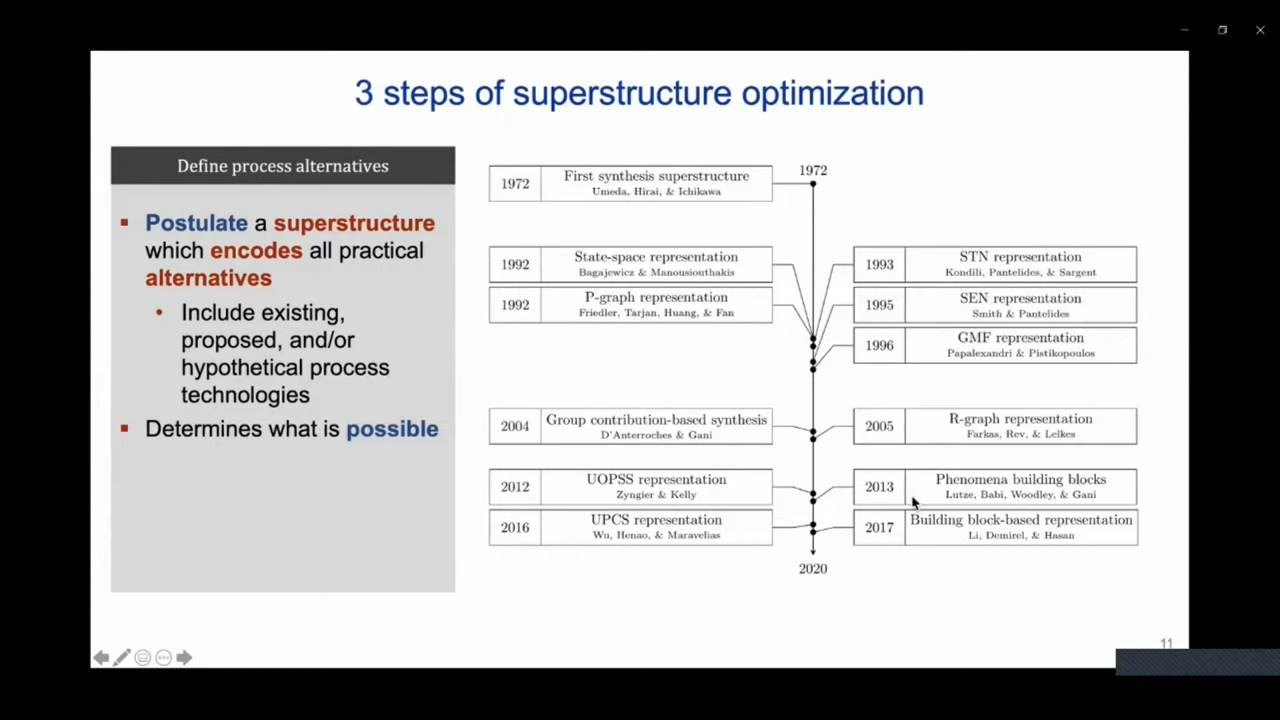 3 steps of superstructure optimization
Define process alternatives
▪ Postulate a superstructure
which encodes all practical
alternatives
• Include existing,
proposed, and/or
hypothetical process
technologies
▪ Determines what is possible
1972
1972
First synthesis superstructure
Umeda, Hirai, & Ichikawa
1992
State-space representation
Bagajewicz & Manousiouthakis
1993
STN representation
Kondili, Pantelides, & Sargent
1992
P-graph representation
Friedler, Tarjan, Huang, & Fan
1995
SEN representation
Smith & Pantelides
1996
GMF representation
Papalexandri & Pistikopoulos
2004
Group contribution-based synthesis
D'Anterroches & Gani
2005
R-graph representation
Farkas, Rev, & Lelkes
2012
UOPSS representation
Zyngier & Kelly
2013
Phenomena building blocks
Lutze, Babi, Woodley, & Gani
2016
UPCS representation
Wu, Henao, & Maravelias
2017
Building block-based representation
Li, Demirel, & Hasan
2020
11